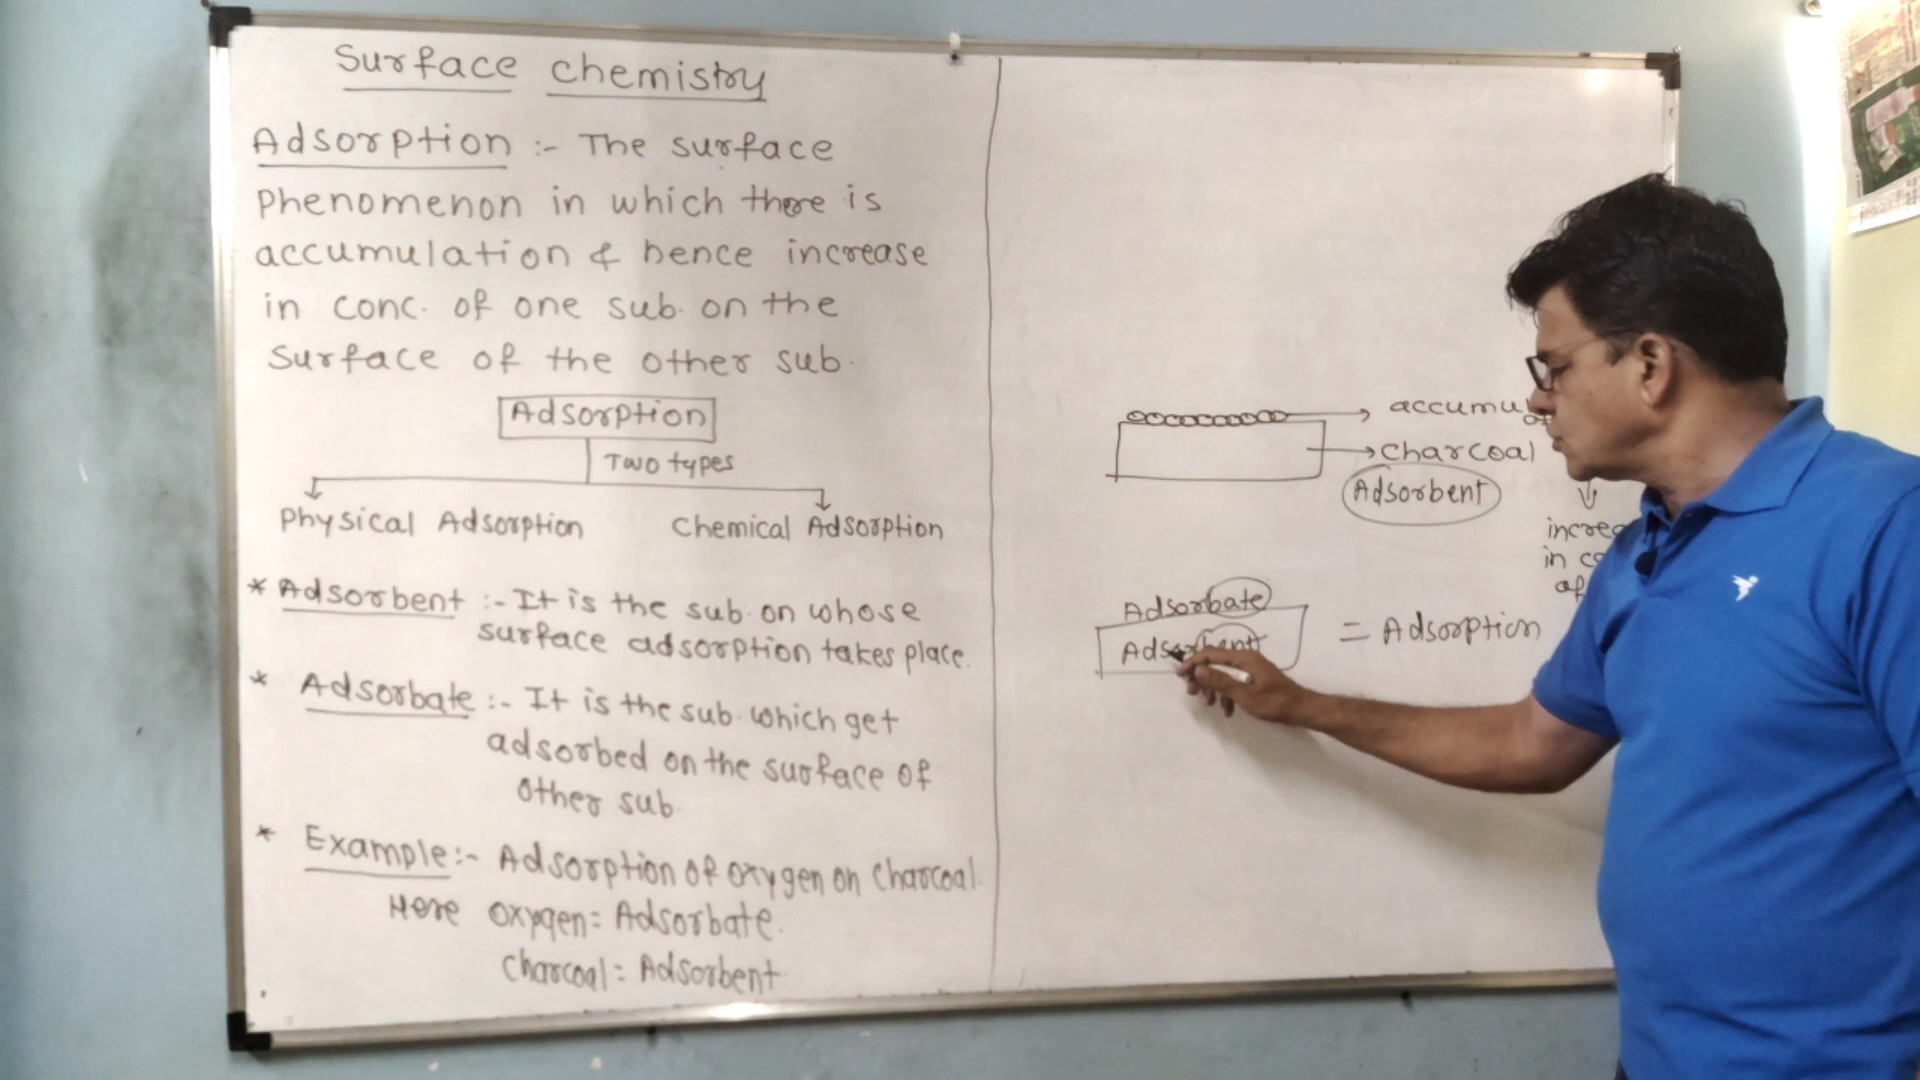 Surface chemistry
Adsorption :- The surface
phenomenon in which there is
accumulation & hence increase
in conc. of one sub. on the
surface of the other sub.
Adsorption
Two types
Physical Adsorption
Chemical Adsorption
* Adsorbent :- It is the sub. on whose
surface adsorption takes place.
* Adsorbate :- It is the sub. which get
adsorbed on the surface of
other sub.
* Example :- Adsorption of oxygen on charcoal.
Here oxygen = Adsorbate.
charcoal = Adsorbent.
accumu
charcoal
Adsorbent
increa
in co
of
Adsorbate
Adsorbent
= Adsorption